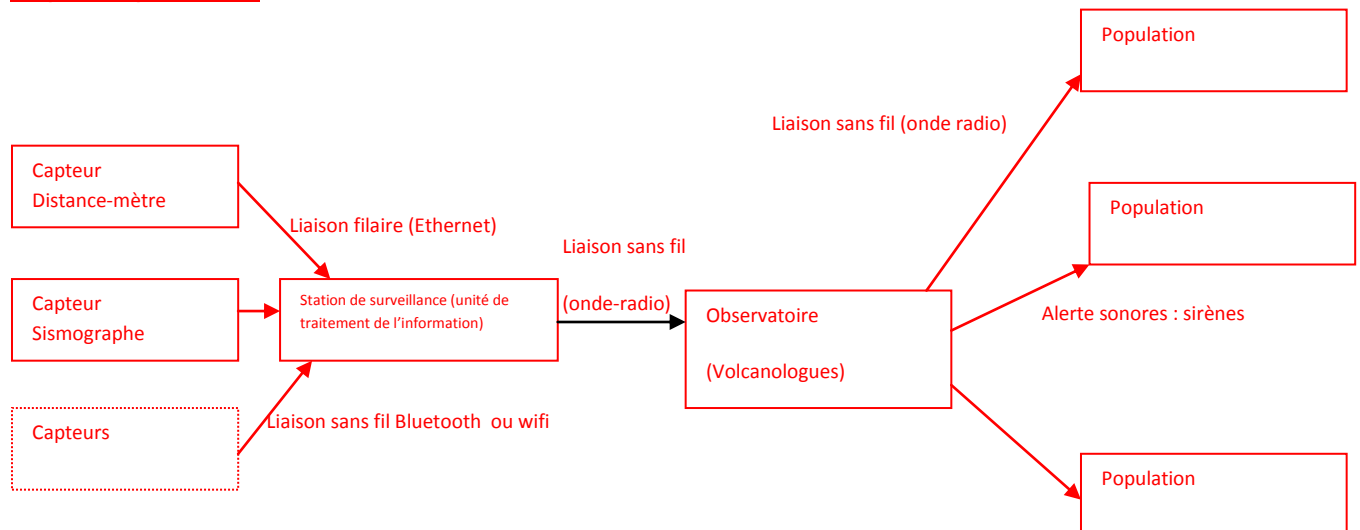 Population
Liaison sans fil (onde radio)
Capteur
Distance-mètre
Population
Liaison filaire (Ethernet)
Liaison sans fil
(onde-radio)
Capteur
Sismographe
Station de surveillance (unité de
traitement de l'information)
Observatoire
(Volcanologues)
Alerte sonores : sirènes
Capteurs
Liaison sans fil Bluetooth ou wifi
Population